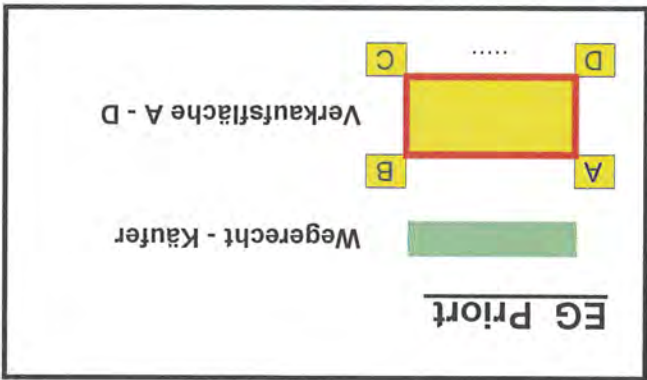 EG Priort
Wegerecht - Käufer
A B
Verkaufsfläche A - D
D ..... C